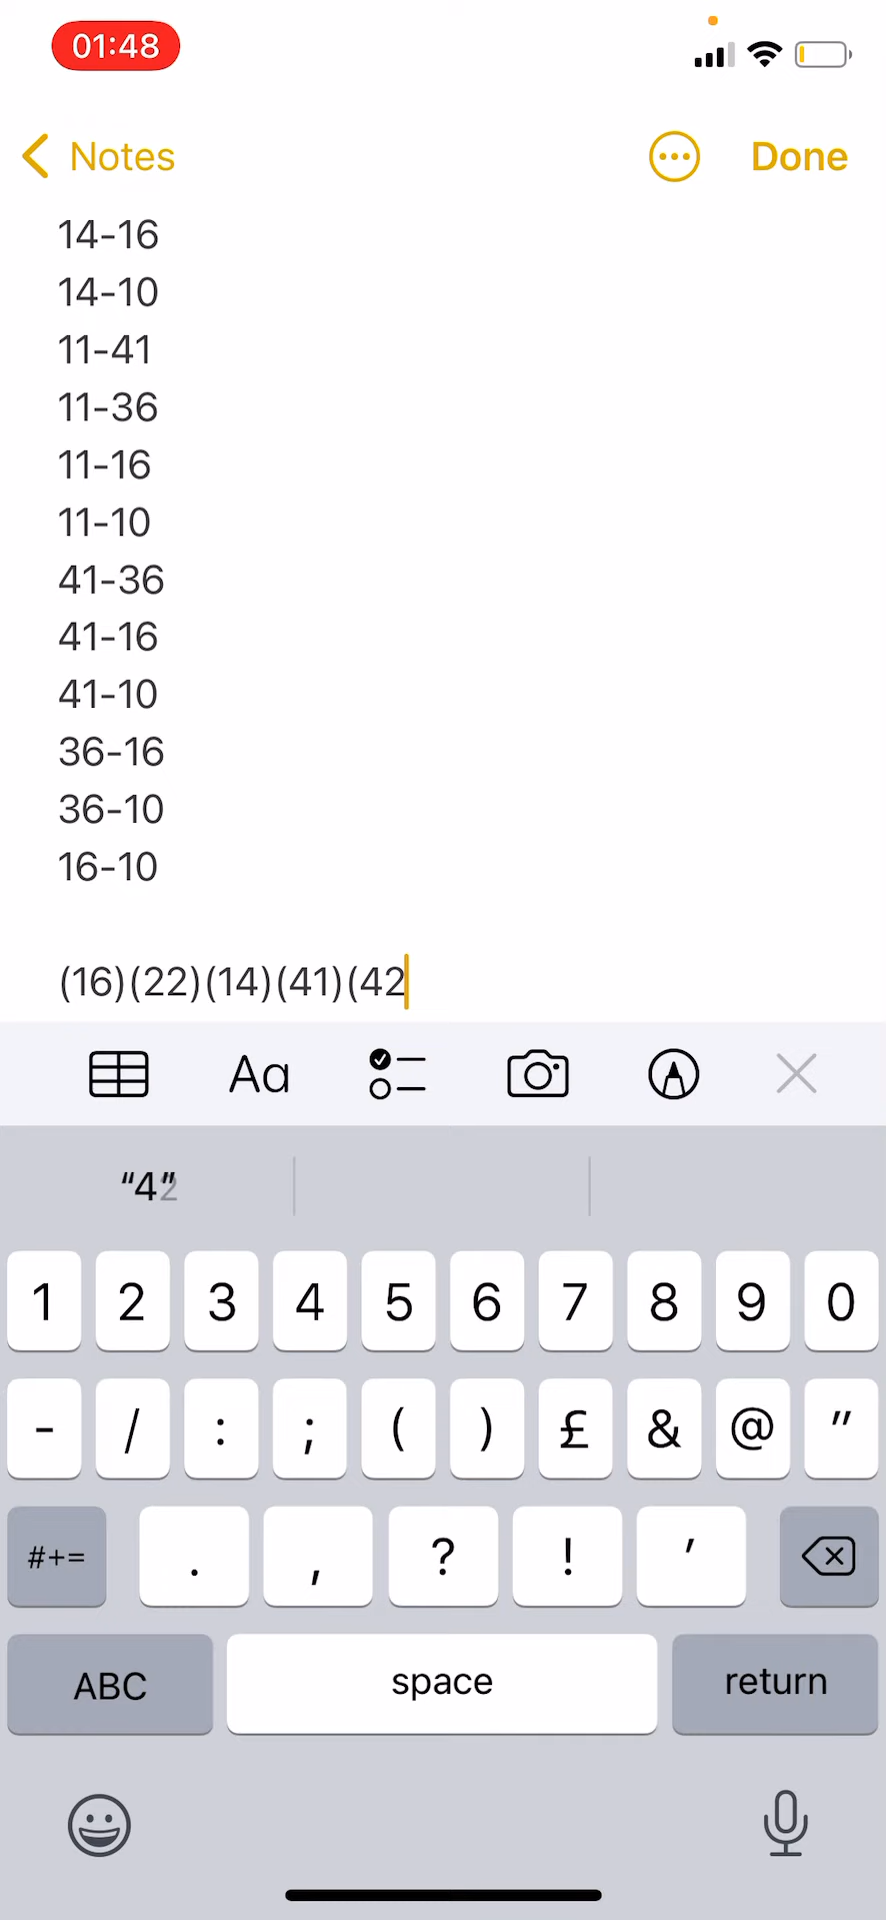 01:48
Notes
Done
14-16
14-10
11-41
11-36
11-16
11-10
41-36
41-16
41-10
36-16
36-10
16-10
(16)(22)(14)(41)(42
Aa
“4”
1 2 3 4 5 6 7 8 9 0
- / : ; ( ) £ & @ "
#+= . , ? ! '
ABC space return